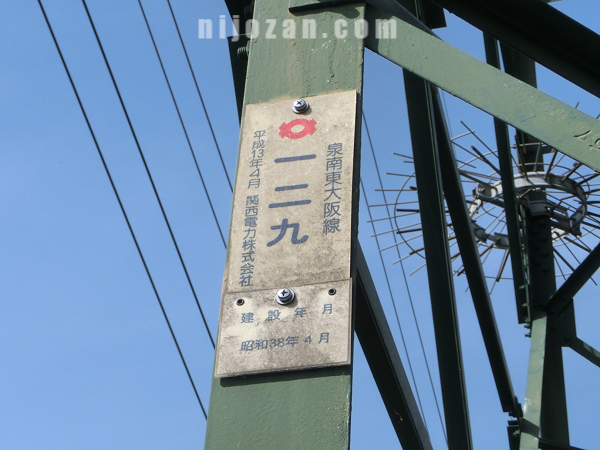 nijozan.com
泉南東大阪線
一二九
平成13年4月 関西電力株式会社
建設年月
昭和38年4月